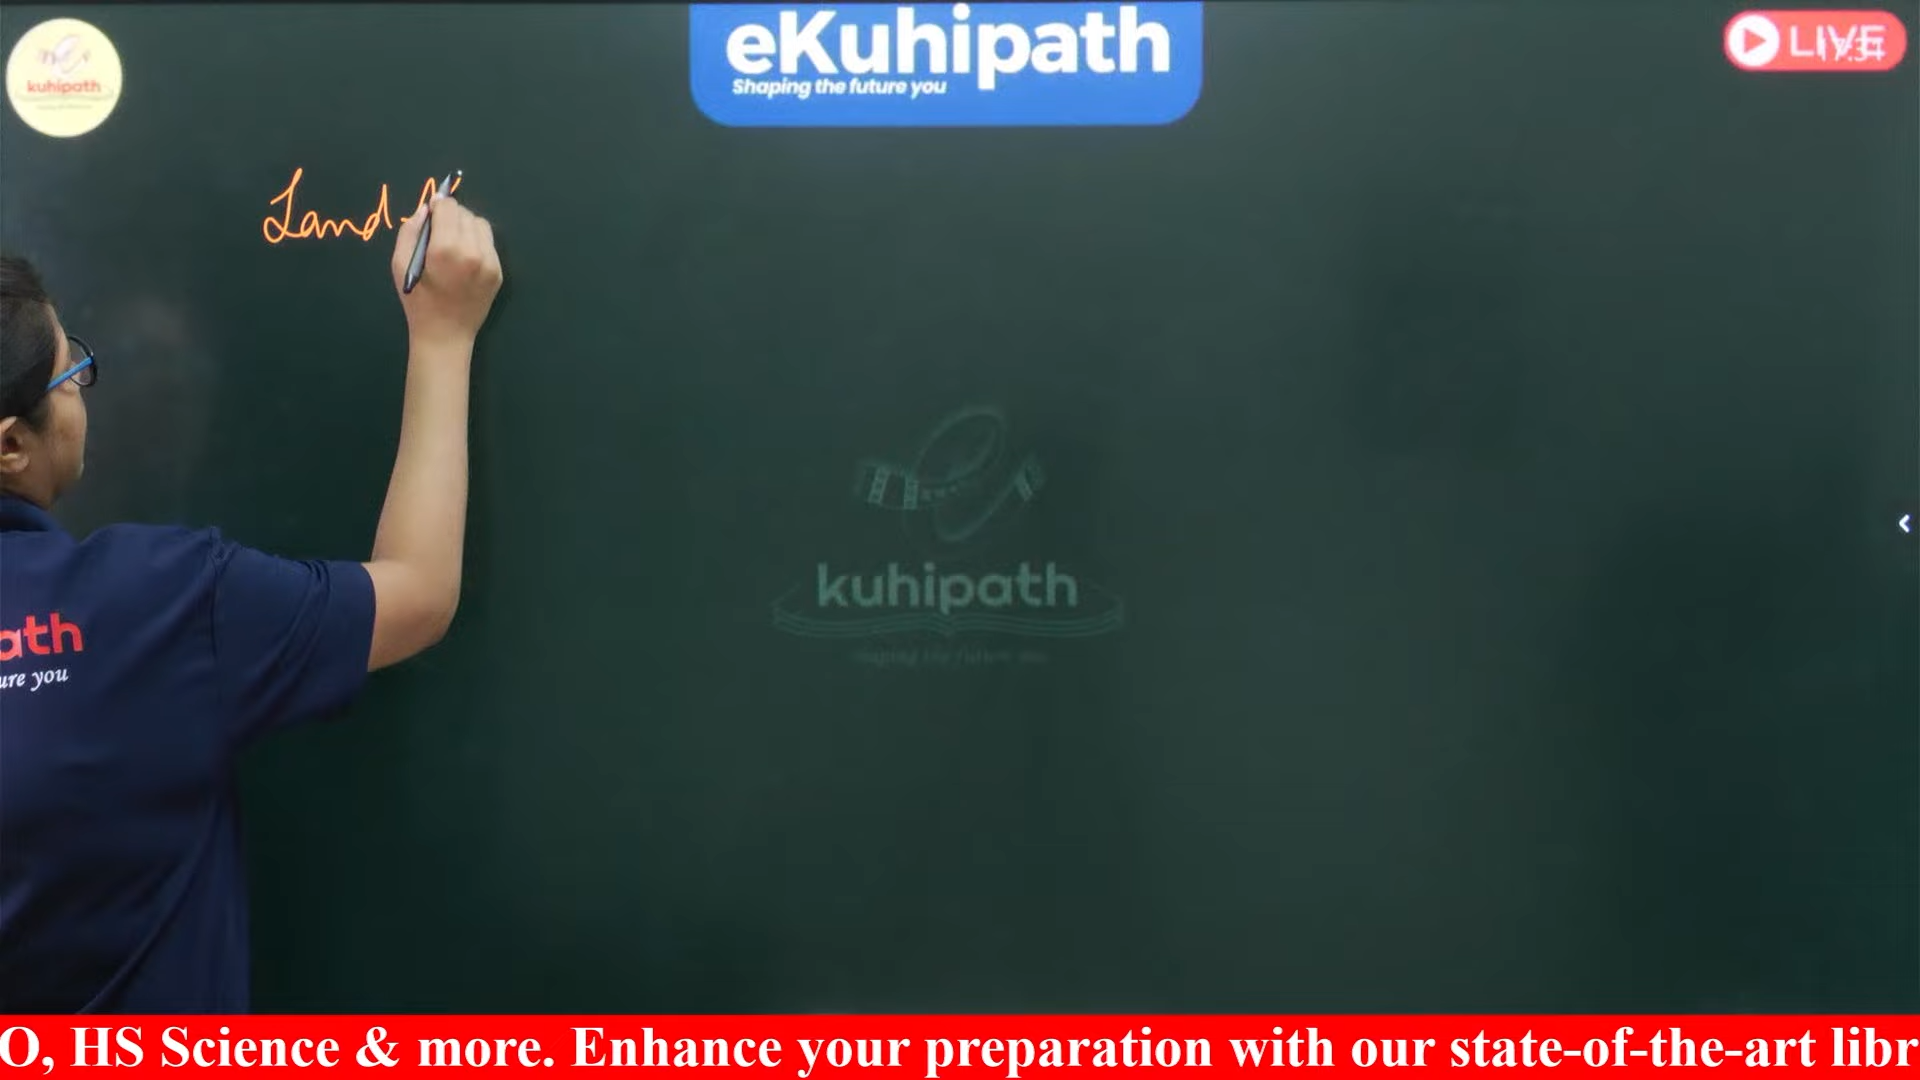 kuhipath
eKuhipath
Shaping the future you
LIVE
Land
kuhipath
ath
ure you
O, HS Science & more. Enhance your preparation with our state-of-the-art libr